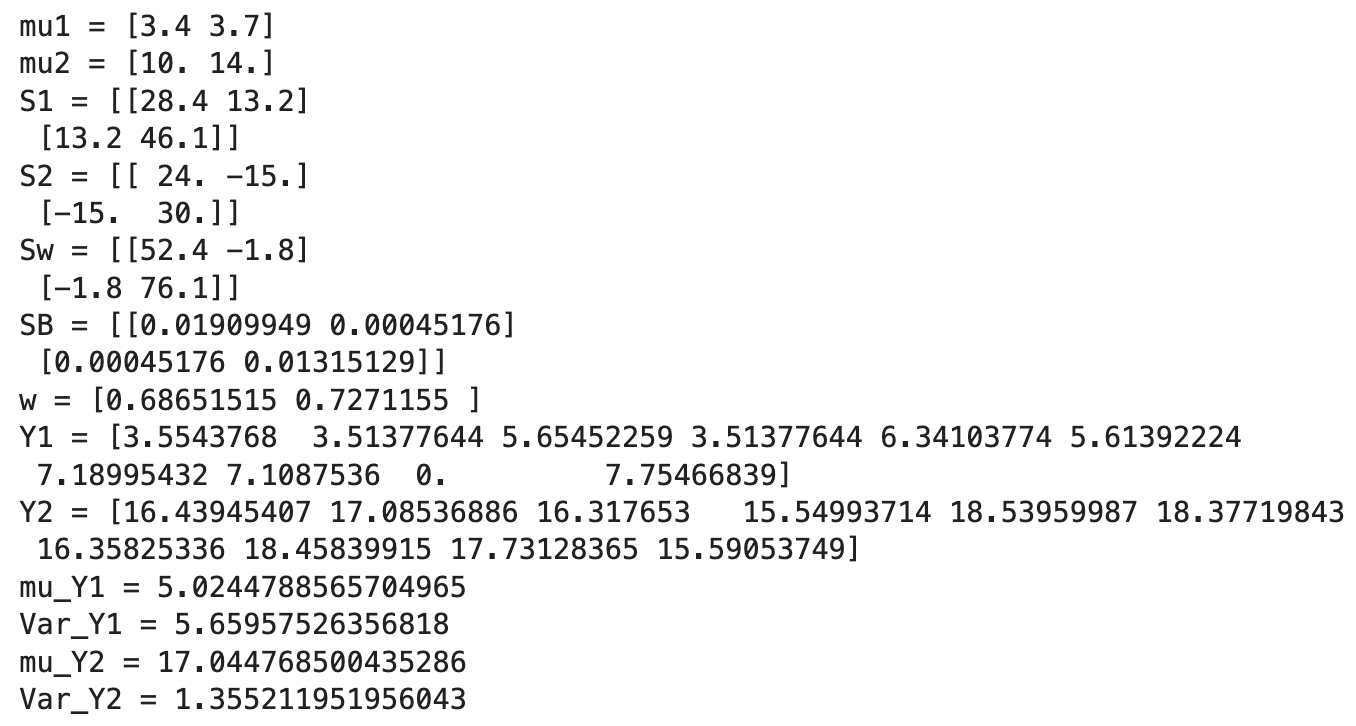 mu1 = [3.4 3.7]
mu2 = [10. 14.]
S1 = [[28.4 13.2]
 [13.2 46.1]]
S2 = [[ 24. -15.]
 [-15.  30.]]
Sw = [[52.4 -1.8]
 [-1.8 76.1]]
SB = [[0.01909949 0.00045176]
 [0.00045176 0.01315129]]
w = [0.68651515 0.7271155 ]
Y1 = [3.5543768  3.51377644 5.65452259 3.51377644 6.34103774 5.61392224
 7.18995432 7.1087536  0.         7.75466839]
Y2 = [16.43945407 17.08536886 16.317653   15.54993714 18.53959987 18.37719843
 16.35825336 18.45839915 17.73128365 15.59053749]
mu_Y1 = 5.0244788565704965
Var_Y1 = 5.65957526356818
mu_Y2 = 17.044768500435286
Var_Y2 = 1.355211951956043